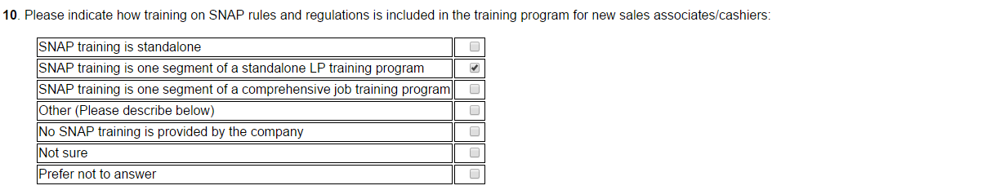 10. Please indicate how training on SNAP rules and regulations is included in the training program for new sales associates/cashiers:
SNAP training is standalone
SNAP training is one segment of a standalone LP training program
SNAP training is one segment of a comprehensive job training program
Other (Please describe below)
No SNAP training is provided by the company
Not sure
Prefer not to answer